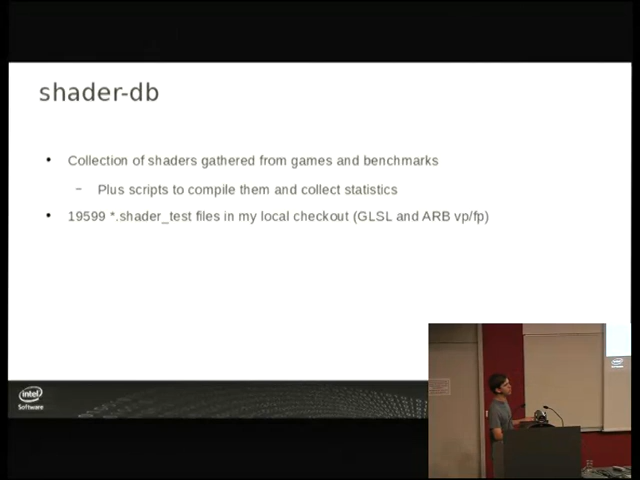 shader-db
• Collection of shaders gathered from games and benchmarks
– Plus scripts to compile them and collect statistics
• 19599 *.shader_test files in my local checkout (GLSL and ARB vp/fp)
intel
Software